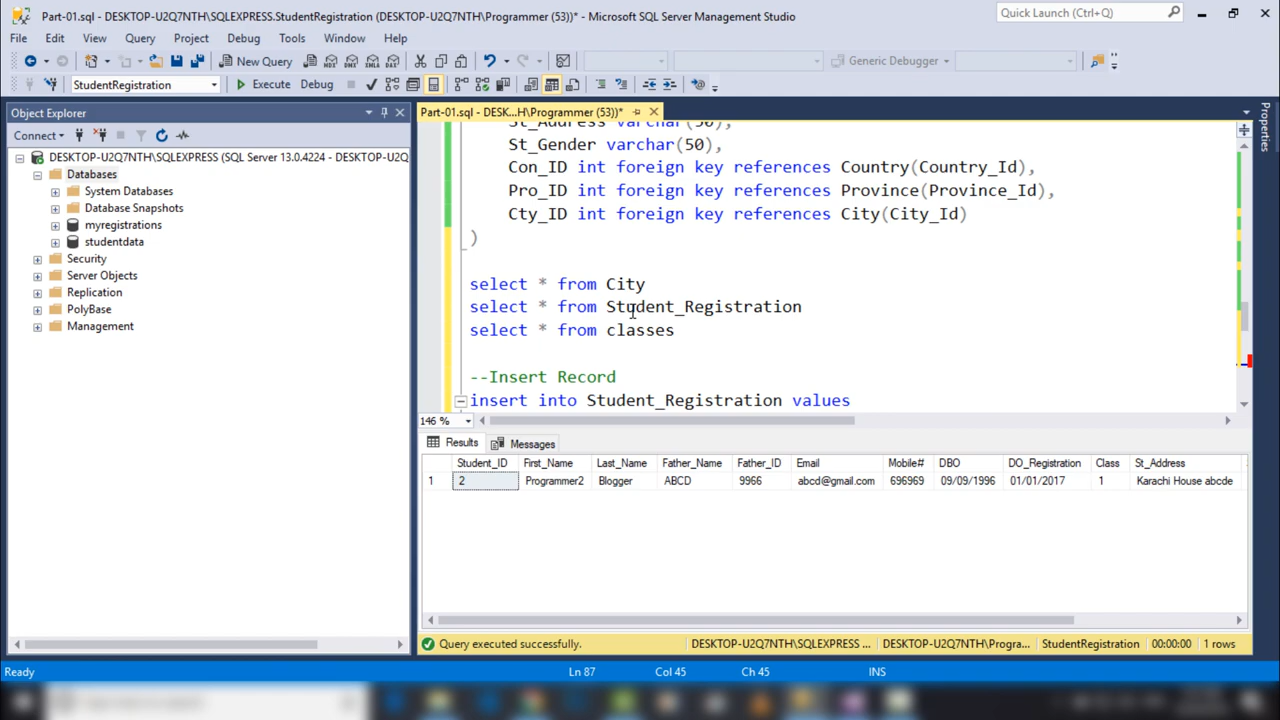 Part-01.sql - DESKTOP-U2Q7NTH\SQLEXPRESS.StudentRegistration (DESKTOP-U2Q7NTH\Programmer (53))* - Microsoft SQL Server Management Studio
Quick Launch (Ctrl+Q)
File Edit View Query Project Debug Tools Window Help
New Query
Generic Debugger
StudentRegistration
Execute Debug
Object Explorer
Connect
DESKTOP-U2Q7NTH\SQLEXPRESS (SQL Server 13.0.4224 - DESKTOP-U2Q
Databases
System Databases
Database Snapshots
myregistrations
studentdata
Security
Server Objects
Replication
PolyBase
Management
Part-01.sql - DESK...H\Programmer (53))*
St_Address varchar(50),
St_Gender varchar(50),
Con_ID int foreign key references Country(Country_Id),
Pro_ID int foreign key references Province(Province_Id),
Cty_ID int foreign key references City(City_Id)
)
select * from City
select * from Student_Registration
select * from classes
--Insert Record
insert into Student_Registration values
146 %
Results Messages
Student_ID First_Name Last_Name Father_Name Father_ID Email Mobile# DBO DO_Registration Class St_Address
1 2 Programmer2 Blogger ABCD 9966 abcd@gmail.com 696969 09/09/1996 01/01/2017 1 Karachi House abcde
Query executed successfully. DESKTOP-U2Q7NTH\SQLEXPRESS ... DESKTOP-U2Q7NTH\Progra... StudentRegistration 00:00:00 1 rows
Ready Ln 87 Col 45 Ch 45 INS
Properties